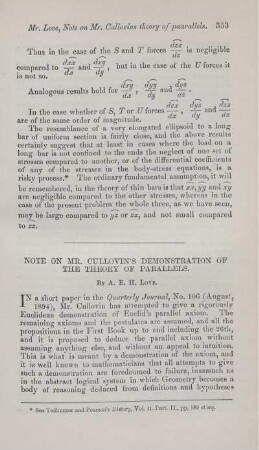 Mr. Love, Note on Mr. Cullovins theory of parallels. 353
Thus in the case of the S and T forces dxx/dx is negligible
compared to dxy/dy and dxz/dz, but in the case of the U forces it
is not so.
Analogous results hold for dxy/dx, dyy/dy and dyz/dz.
In the case whether of S, T or U forces dxz/dx, dyz/dy and dzz/dz
are of the same order of magnitude.
The resemblance of a very elongated ellipsoid to a long
bar of uniform section is fairly close, and the above results
certainly suggest that at least in cases where the load on a
long bar is not confined to the ends the neglect of one set of
stresses compared to another, or of the differential coefficients
of any of the stresses in the body-stress equations, is a
risky process.* The ordinary fundamental assumption, it will
be remembered, in the theory of thin bars is that xx, yy and xy
are negligible compared to the other stresses, whereas in the
case of the present problem the whole three, as we have seen,
may be large compared to yz or zx, and not small compared
to zz.
NOTE ON MR. CULLOVIN'S DEMONSTRATION OF
THE THEORY OF PARALLELS.
By A. E. H. Love.
IN a short paper in the Quarterly Journal, No. 106 (August,
1894), Mr. Cullovin has attempted to give a rigorously
Euclidean demonstration of Euclid's parallel axiom. The
remaining axioms and the postulates are assumed, and all the
propositions in the First Book up to and including the 26th,
and it is proposed to deduce the parallel axiom without
assuming anything else, and without an appeal to intuition.
This is what is meant by a demonstration of the axiom, and
it is well known to mathematicians that all attempts to give
such a demonstration are foredoomed to failure, inasmuch as
in the abstract logical system in which Geometry becomes a
body of reasoning deduced from definitions and hypotheses
* See Todhunter and Pearson's History, Vol. II. Part. II., pp. 189 et seq.